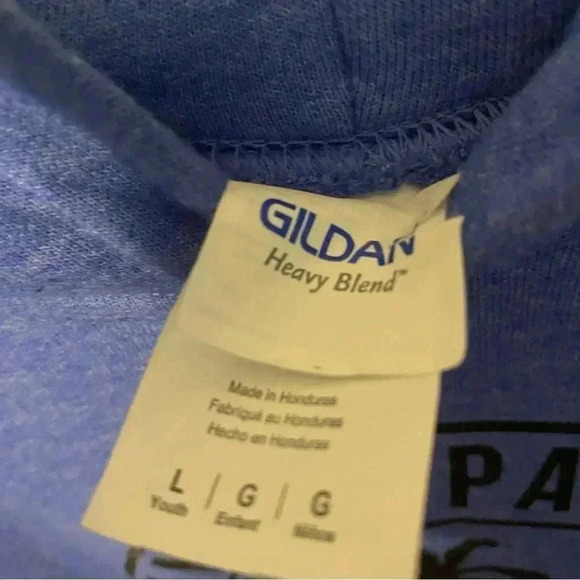 GILDAN
Heavy Blend™
Made in Honduras
Fabriqué au Honduras
Hecho en Honduras
L / G / G
Youth Enfant Niños
PA